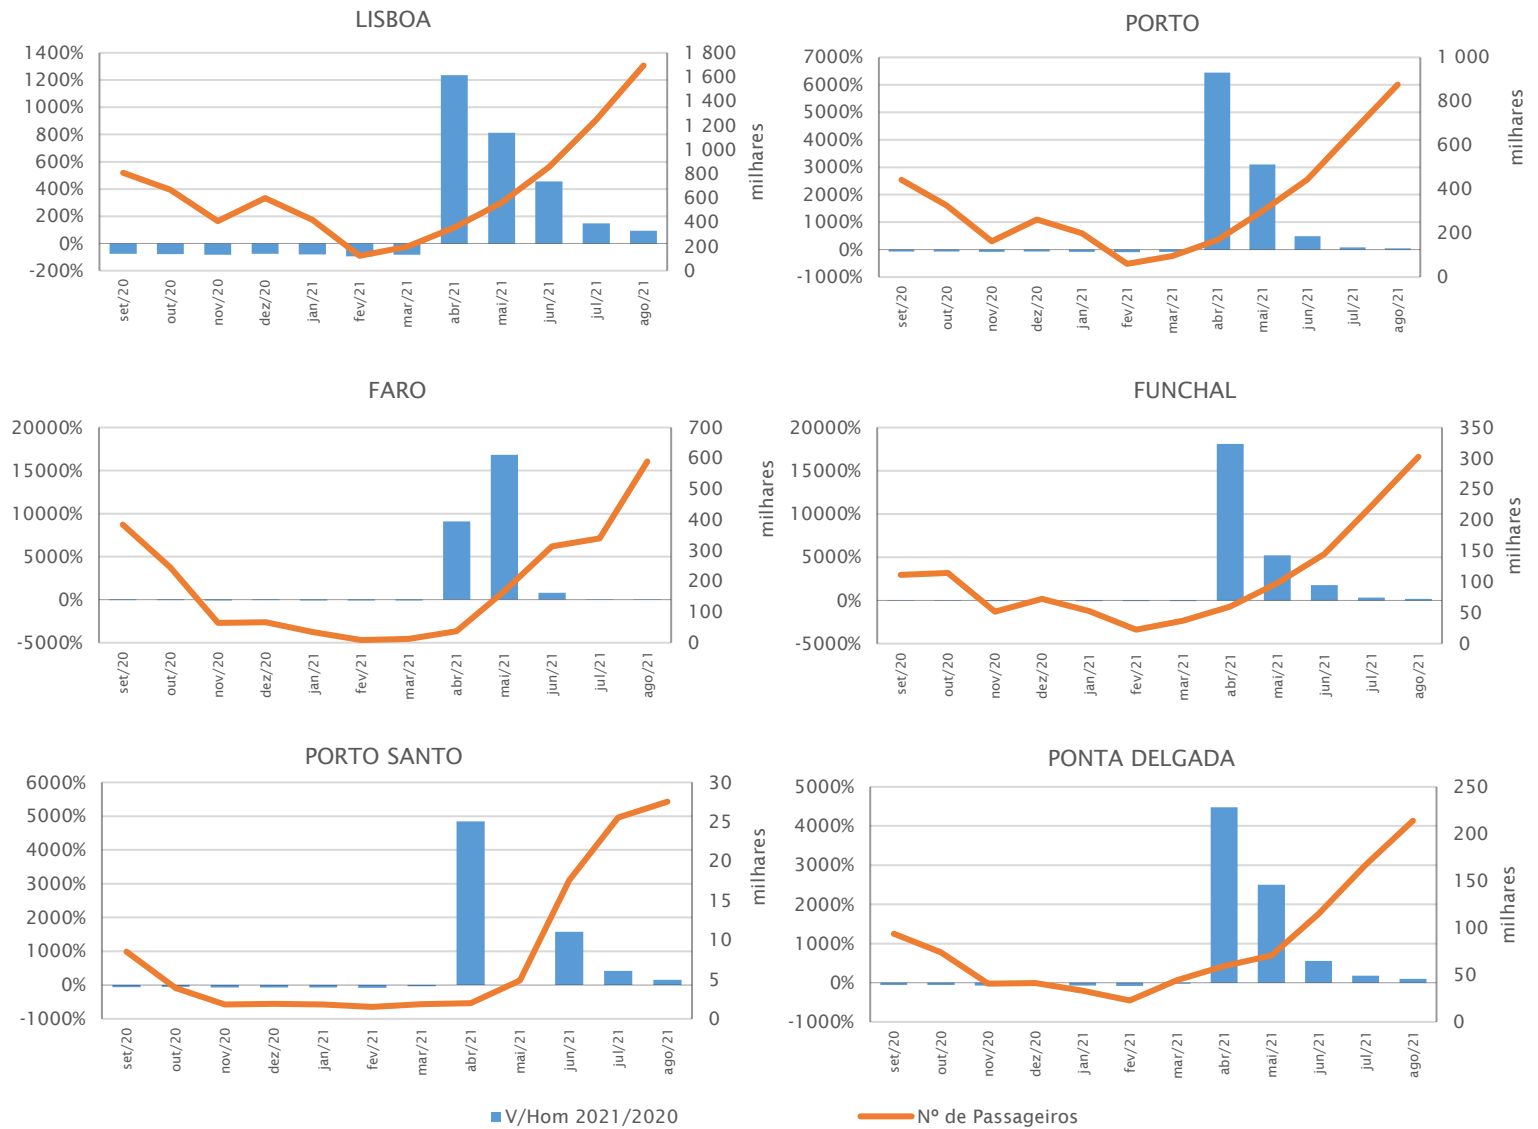 LISBOA
1400%
1200%
1000%
800%
600%
400%
200%
0%
-200%
1 800
1 600
1 400
1 200
1 000
800
600
400
200
0
milhares
set/20
out/20
nov/20
dez/20
jan/21
fev/21
mar/21
abr/21
mai/21
jun/21
jul/21
ago/21
PORTO
7000%
6000%
5000%
4000%
3000%
2000%
1000%
0%
-1000%
1 000
800
600
400
200
0
milhares
set/20
out/20
nov/20
dez/20
jan/21
fev/21
mar/21
abr/21
mai/21
jun/21
jul/21
ago/21
FARO
20000%
15000%
10000%
5000%
0%
-5000%
700
600
500
400
300
200
100
0
milhares
set/20
out/20
nov/20
dez/20
jan/21
fev/21
mar/21
abr/21
mai/21
jun/21
jul/21
ago/21
FUNCHAL
20000%
15000%
10000%
5000%
0%
-5000%
350
300
250
200
150
100
50
0
milhares
set/20
out/20
nov/20
dez/20
jan/21
fev/21
mar/21
abr/21
mai/21
jun/21
jul/21
ago/21
PORTO SANTO
6000%
5000%
4000%
3000%
2000%
1000%
0%
-1000%
30
25
20
15
10
5
0
milhares
set/20
out/20
nov/20
dez/20
jan/21
fev/21
mar/21
abr/21
mai/21
jun/21
jul/21
ago/21
PONTA DELGADA
5000%
4000%
3000%
2000%
1000%
0%
-1000%
250
200
150
100
50
0
milhares
set/20
out/20
nov/20
dez/20
jan/21
fev/21
mar/21
abr/21
mai/21
jun/21
jul/21
ago/21
V/Hom 2021/2020
Nº de Passageiros